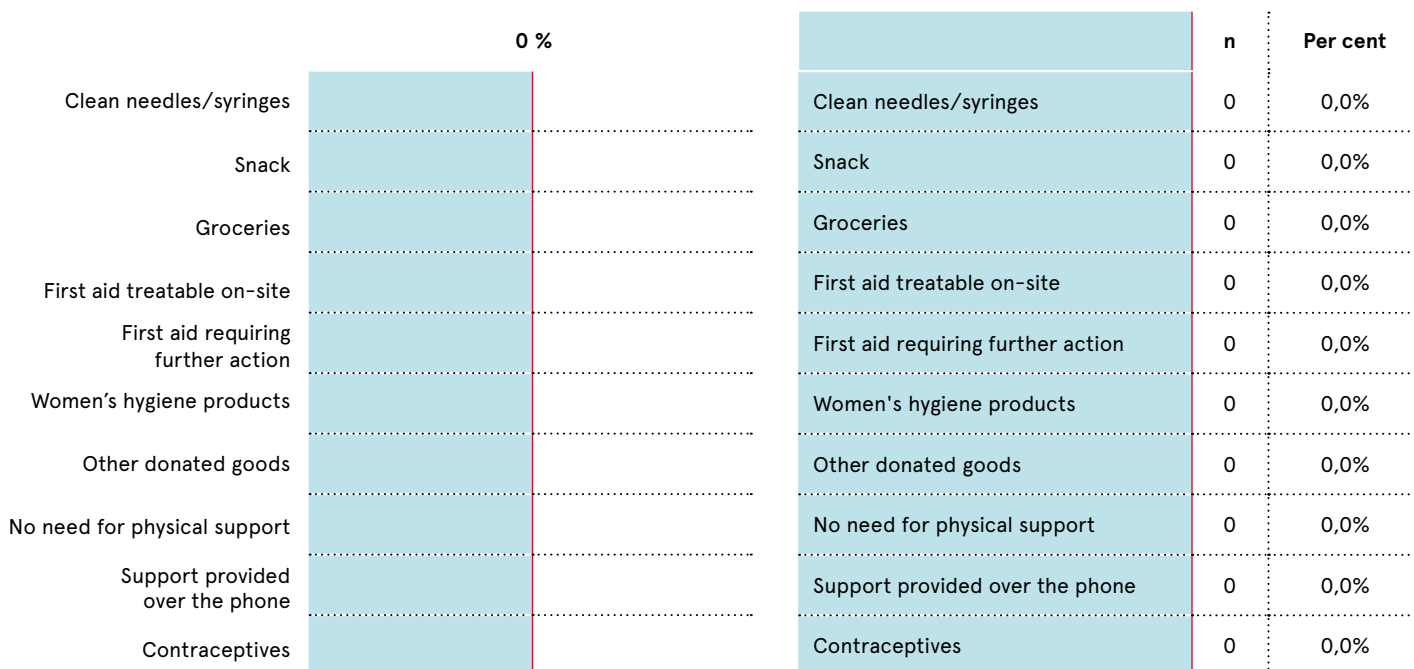 0 %
Clean needles/syringes
Snack
Groceries
First aid treatable on-site
First aid requiring
further action
Women’s hygiene products
Other donated goods
No need for physical support
Support provided
over the phone
Contraceptives
n Per cent
Clean needles/syringes 0 0,0%
Snack 0 0,0%
Groceries 0 0,0%
First aid treatable on-site 0 0,0%
First aid requiring further action 0 0,0%
Women's hygiene products 0 0,0%
Other donated goods 0 0,0%
No need for physical support 0 0,0%
Support provided over the phone 0 0,0%
Contraceptives 0 0,0%